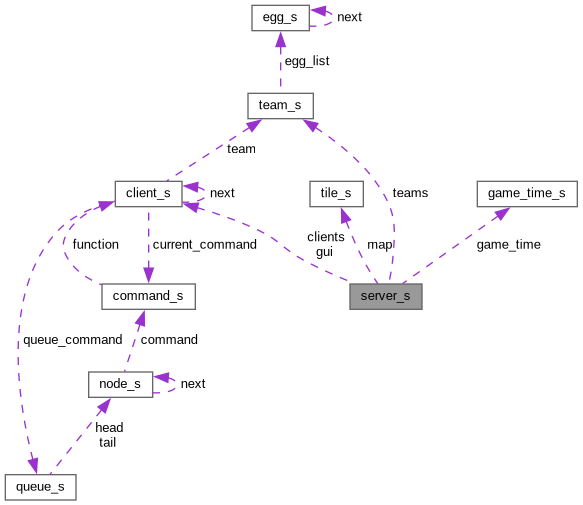 egg_s
next
egg_list
team_s
team
client_s
next
tile_s
teams
game_time_s
function
current_command
clients
gui
map
game_time
command_s
server_s
queue_command
command
node_s
next
head
tail
queue_s